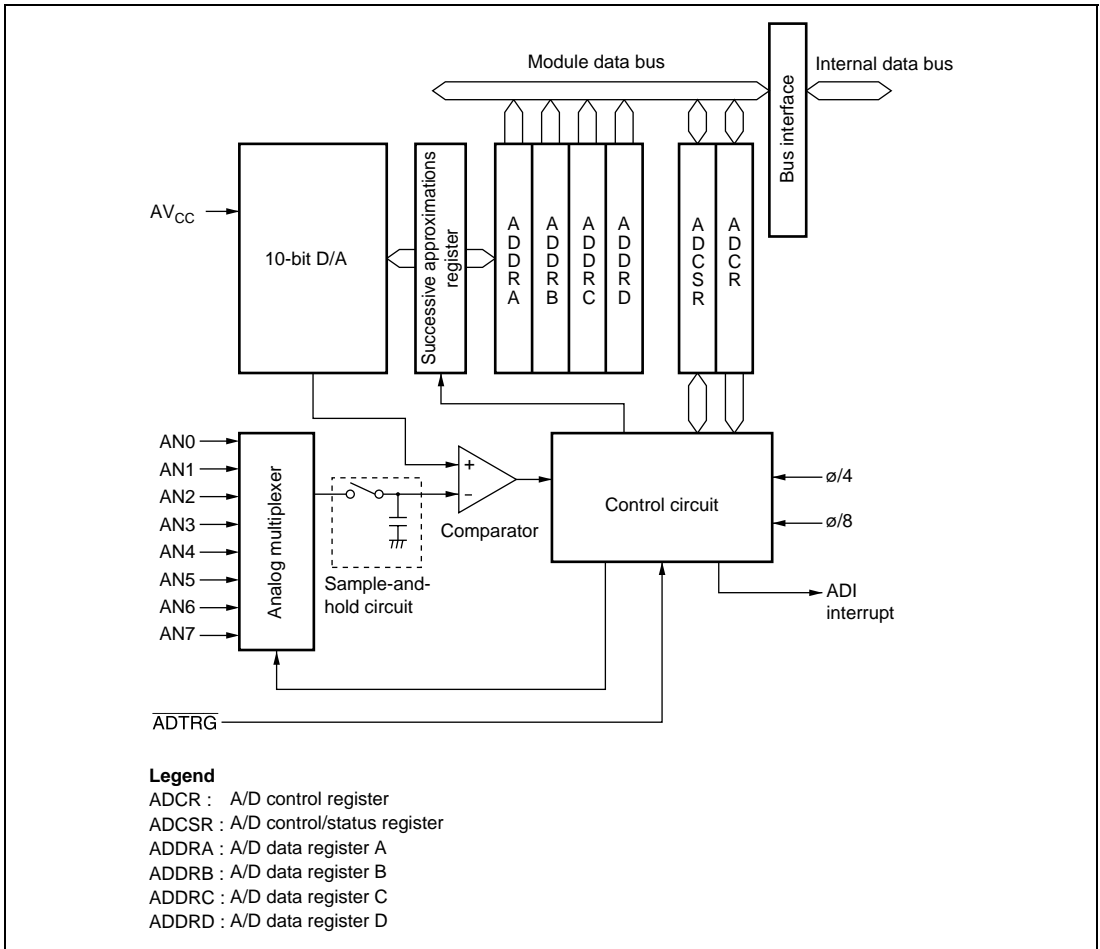 Module data bus
Internal data bus
Bus interface
AVCC
10-bit D/A
Successive approximations
register
ADDRA
ADDRB
ADDRC
ADDRD
ADCSR
ADCR
AN0
AN1
AN2
AN3
AN4
AN5
AN6
AN7
Analog multiplexer
+
−
Comparator
Sample-and-
hold circuit
Control circuit
ø/4
ø/8
ADI
interrupt
ADTRG
Legend
ADCR : A/D control register
ADCSR : A/D control/status register
ADDRA : A/D data register A
ADDRB : A/D data register B
ADDRC : A/D data register C
ADDRD : A/D data register D